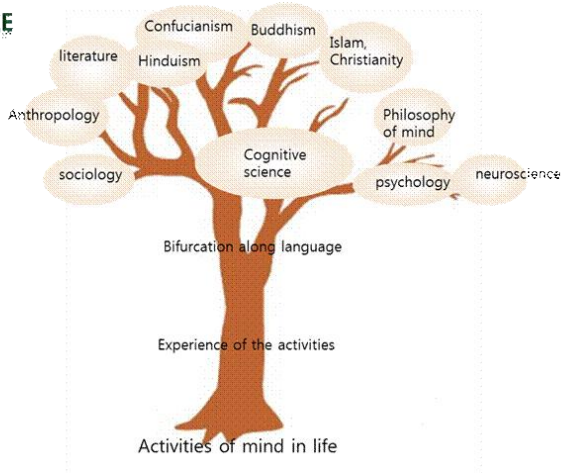 E
Confucianism
Buddhism
Islam,
Christianity
literature
Hinduism
Anthropology
Philosophy
of mind
Cognitive
science
sociology
psychology
neuroscience
Bifurcation along language
Experience of the activities
Activities of mind in life